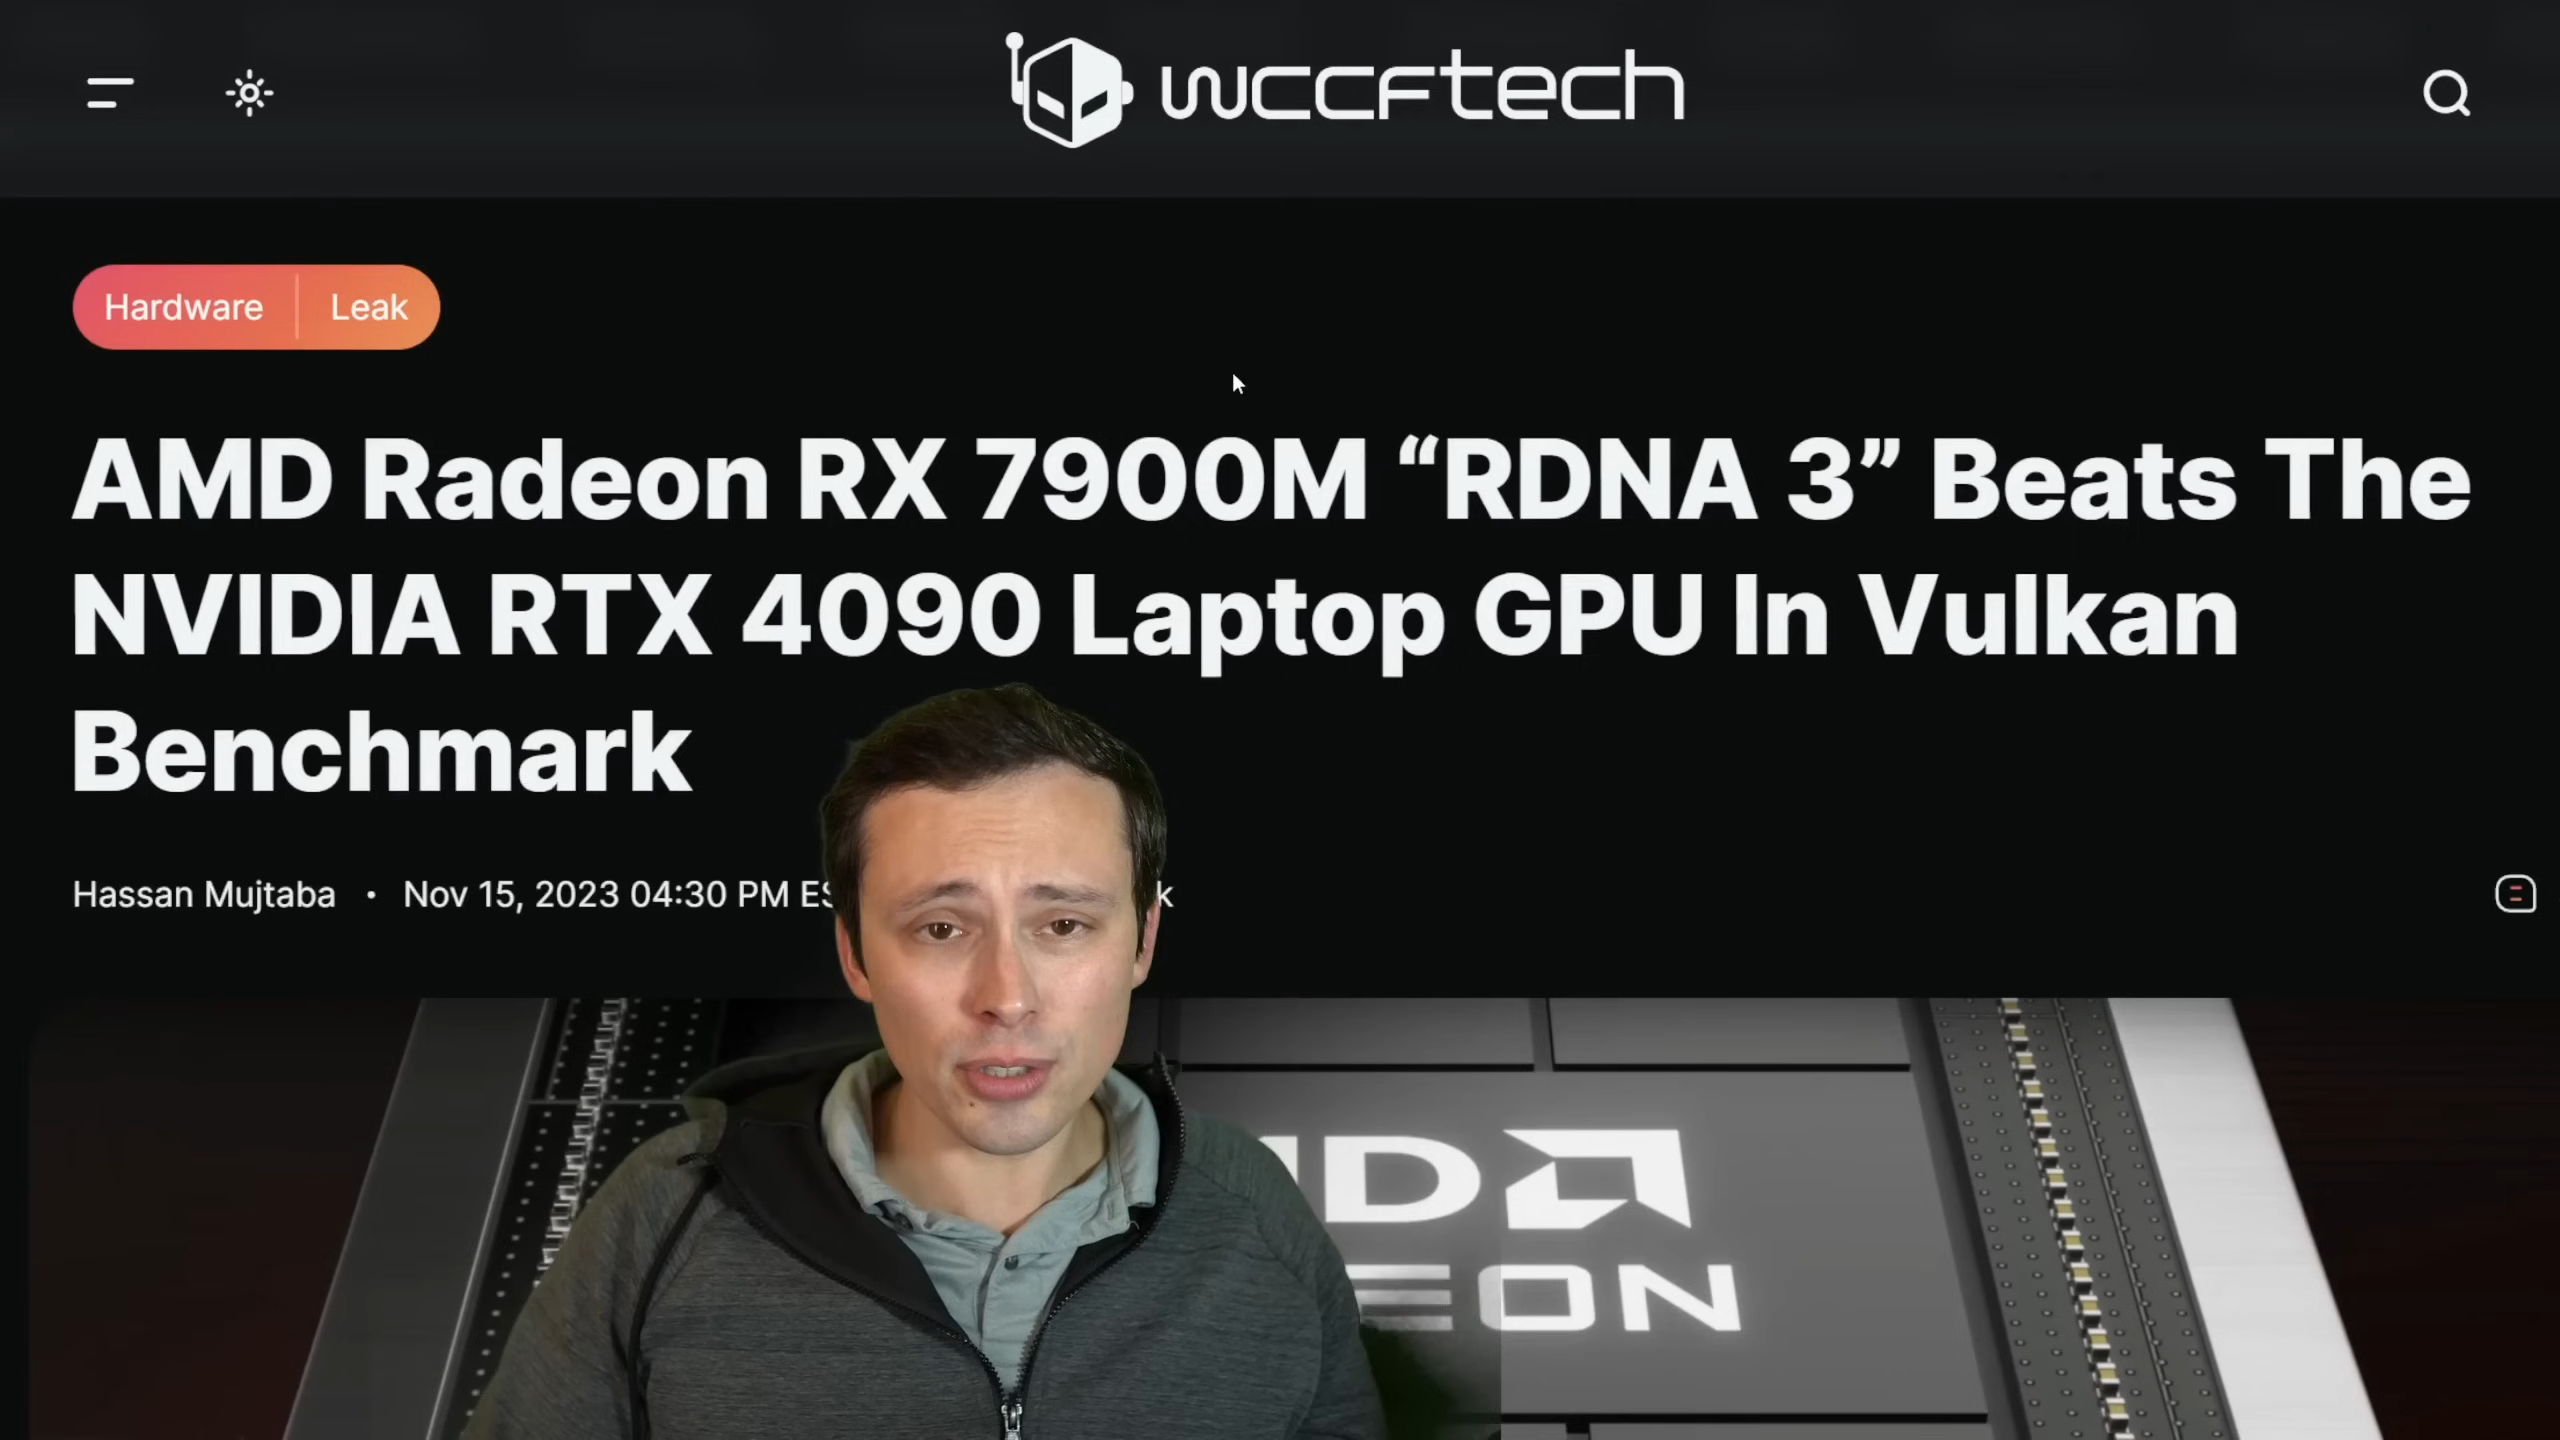 wccftech
Hardware Leak
AMD Radeon RX 7900M “RDNA 3” Beats The
NVIDIA RTX 4090 Laptop GPU In Vulkan
Benchmark
Hassan Mujtaba • Nov 15, 2023 04:30 PM